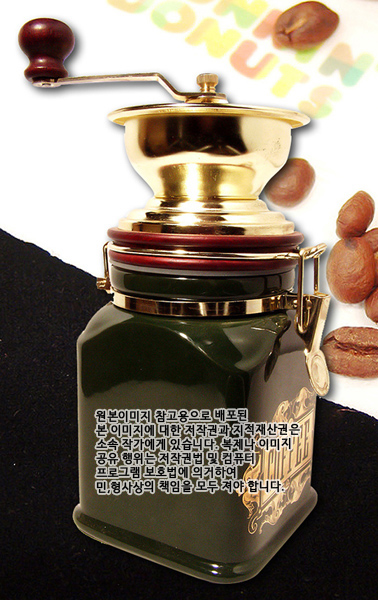 DUNKIN'
DONUTS
원본이미지 참고용으로 배포된
본 이미지에 대한 저작권과 지적재산권은
소속 작가에게 있습니다. 복제나 이미지
공유 행위는 저작권법 및 컴퓨터
프로그램 보호법에 의거하여
민,형사상의 책임을 모두 져야 합니다.
COFFEE